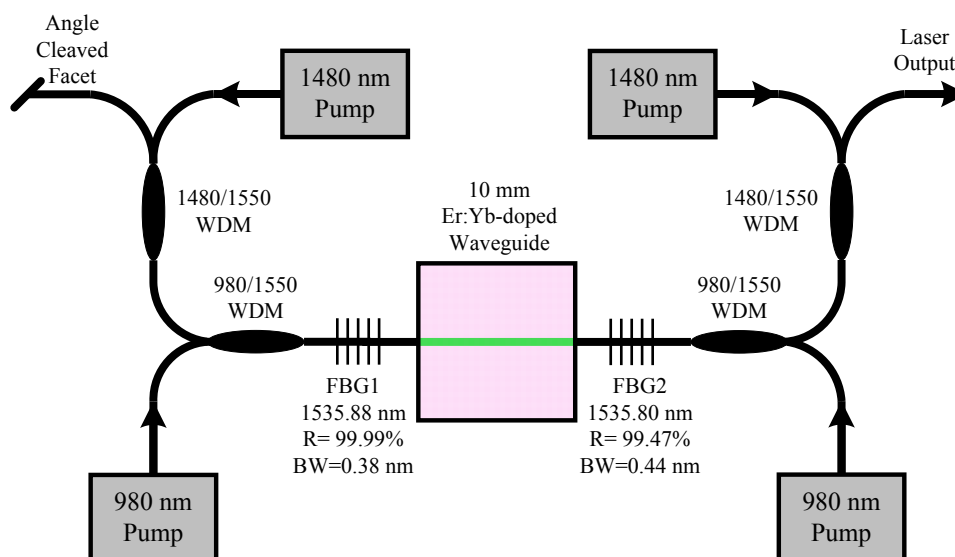 Angle
Cleaved
Facet
1480 nm
Pump
1480 nm
Pump
Laser
Output
1480/1550
WDM
10 mm
Er:Yb-doped
Waveguide
1480/1550
WDM
980/1550
WDM
980/1550
WDM
FBG1
1535.88 nm
R= 99.99%
BW=0.38 nm
FBG2
1535.80 nm
R= 99.47%
BW=0.44 nm
980 nm
Pump
980 nm
Pump